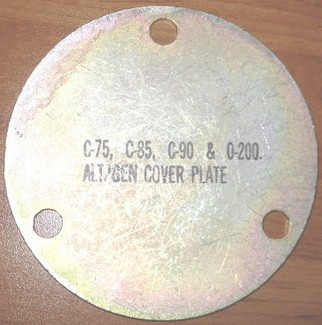 C-75, C-85, C-90 & O-200.
ALT/GEN COVER PLATE